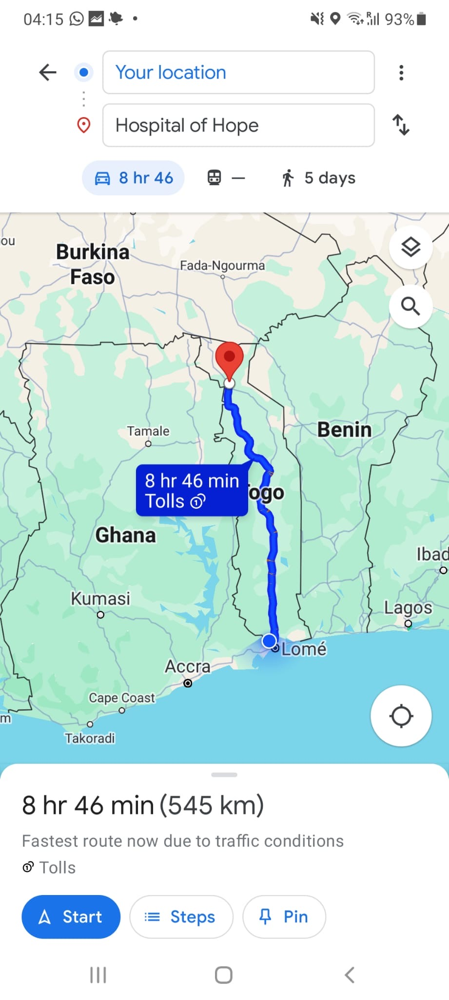 04:15
R 93%
Your location
Hospital of Hope
8 hr 46
—
5 days
ou
Burkina
Faso
Fada-Ngourma
Benin
Tamale
8 hr 46 min
Tolls
ogo
Ghana
Ibad
Kumasi
Lagos
Lomé
Accra
Cape Coast
m
Takoradi
8 hr 46 min (545 km)
Fastest route now due to traffic conditions
Tolls
Start
Steps
Pin